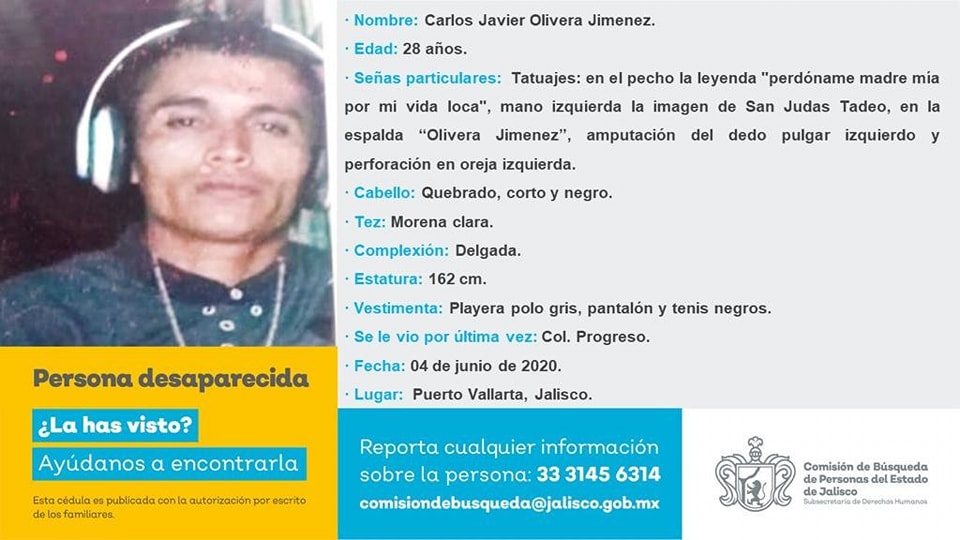 · Nombre: Carlos Javier Olivera Jimenez.
· Edad: 28 años.
· Señas particulares: Tatuajes: en el pecho la leyenda "perdóname madre mía
por mi vida loca", mano izquierda la imagen de San Judas Tadeo, en la
espalda “Olivera Jimenez”, amputación del dedo pulgar izquierdo y
perforación en oreja izquierda.
· Cabello: Quebrado, corto y negro.
· Tez: Morena clara.
· Complexión: Delgada.
· Estatura: 162 cm.
· Vestimenta: Playera polo gris, pantalón y tenis negros.
· Se le vio por última vez: Col. Progreso.
· Fecha: 04 de junio de 2020.
· Lugar: Puerto Vallarta, Jalisco.
Persona desaparecida
¿La has visto?
Ayúdanos a encontrarla
Esta cédula es publicada con la autorización por escrito
de los familiares.
Reporta cualquier información
sobre la persona: 33 3145 6314
comisiondebusqueda@jalisco.gob.mx
Comisión de Búsqueda
de Personas del Estado
de Jalisco
Subsecretaría de Derechos Humanos